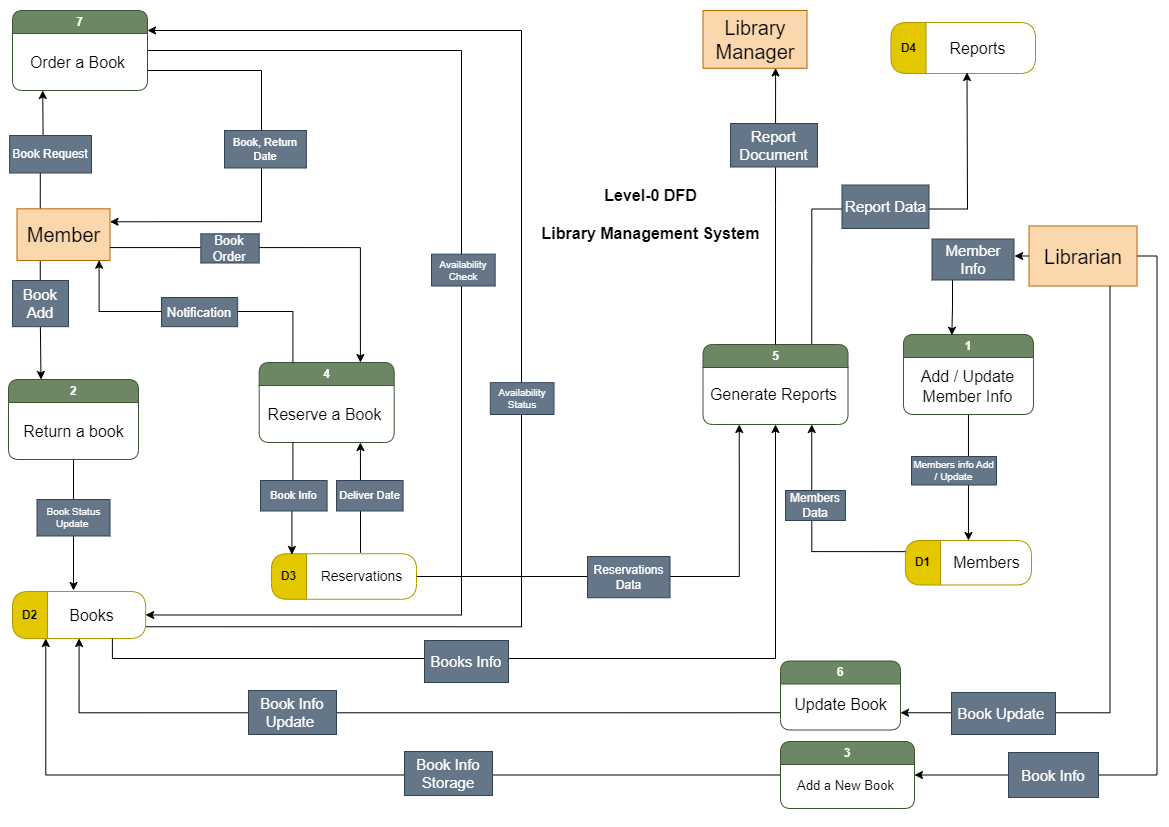 7
Order a Book
Library
Manager
D4
Reports
Book Request
Book, Return
Date
Report
Document
Level-0 DFD
Library Management System
Report Data
Member
Book
Order
Member
Info
Librarian
Availability
Check
Book
Add
Notification
1
Add / Update
Member Info
5
Generate Reports
4
Reserve a Book
2
Return a book
Availability
Status
Members info Add
/ Update
Book Info
Deliver Date
Members
Data
Book Status
Update
D3
Reservations
Reservations
Data
D1
Members
D2
Books
Books Info
6
Update Book
Book Info
Update
Book Update
3
Add a New Book
Book Info
Storage
Book Info